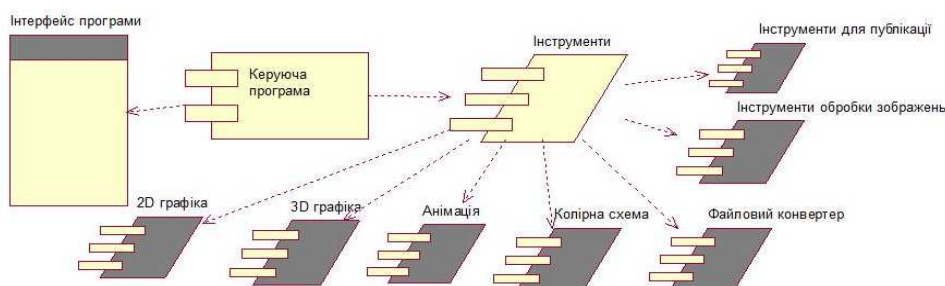 Інтерфейс програми
Керуюча
програма
Інструменти
Інструменти для публікації
Інструменти обробки зображень
2D графіка
3D графіка
Анімація
Колірна схема
Файловий конвертер